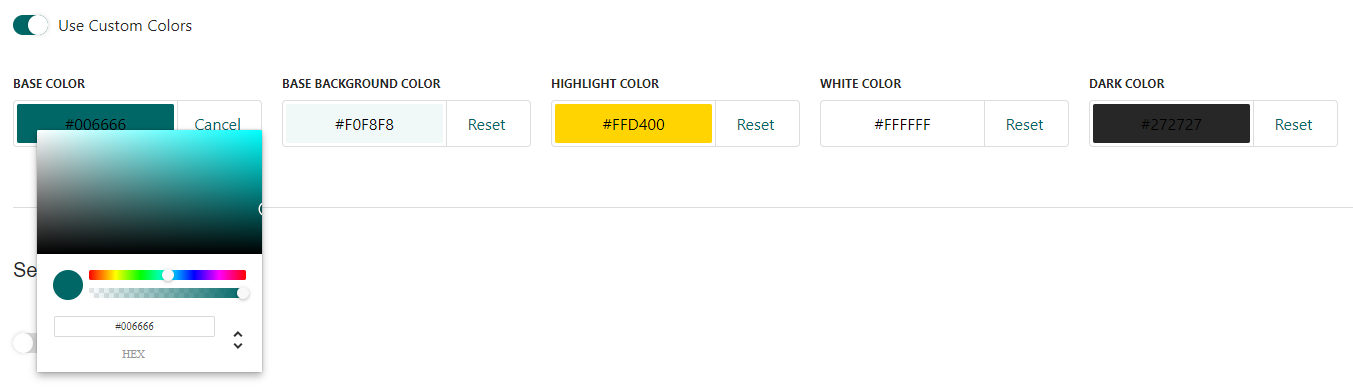 Use Custom Colors
BASE COLOR
#006666
Cancel
BASE BACKGROUND COLOR
#F0F8F8
Reset
HIGHLIGHT COLOR
#FFD400
Reset
WHITE COLOR
#FFFFFF
Reset
DARK COLOR
#272727
Reset
Se
#006666
HEX